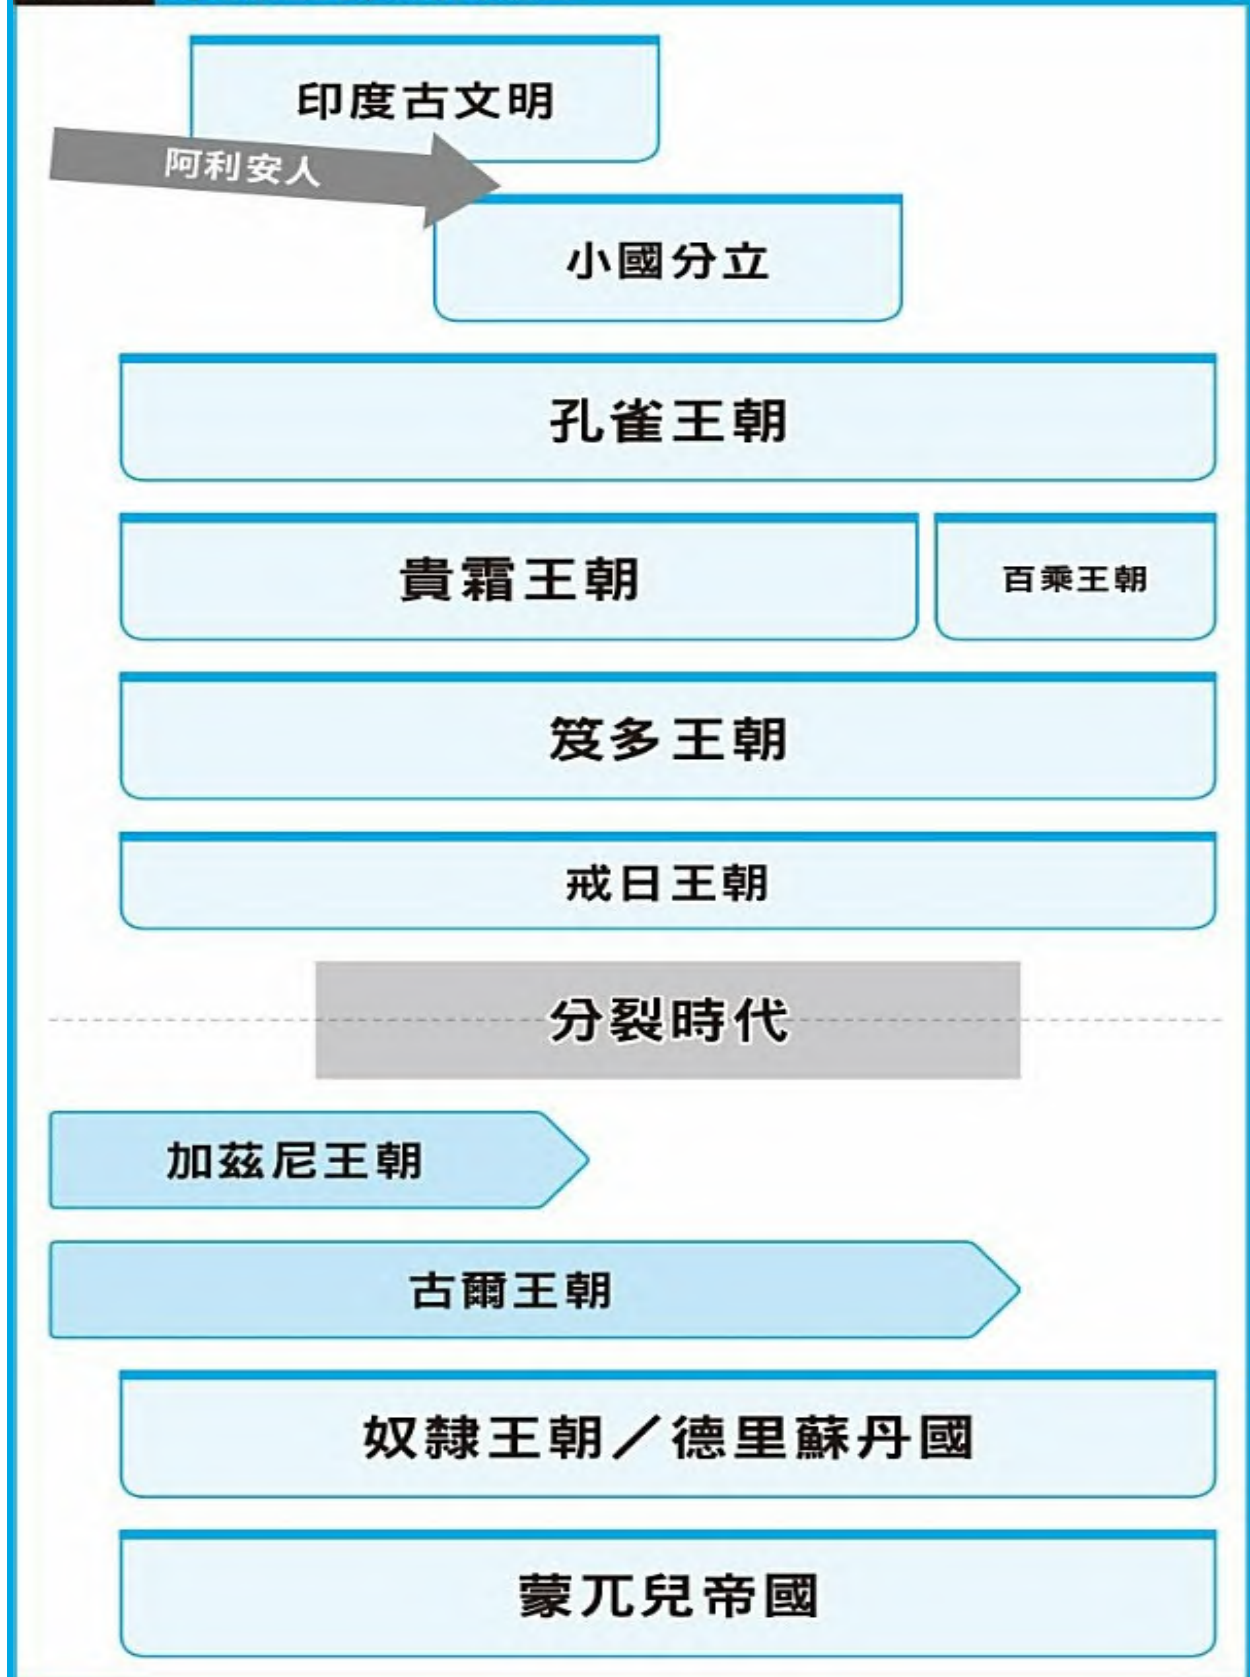 印度古文明
阿利安人
小國分立
孔雀王朝
貴霜王朝
百乘王朝
笈多王朝
戒日王朝
分裂時代
加茲尼王朝
古爾王朝
奴隸王朝／德里蘇丹國
蒙兀兒帝國